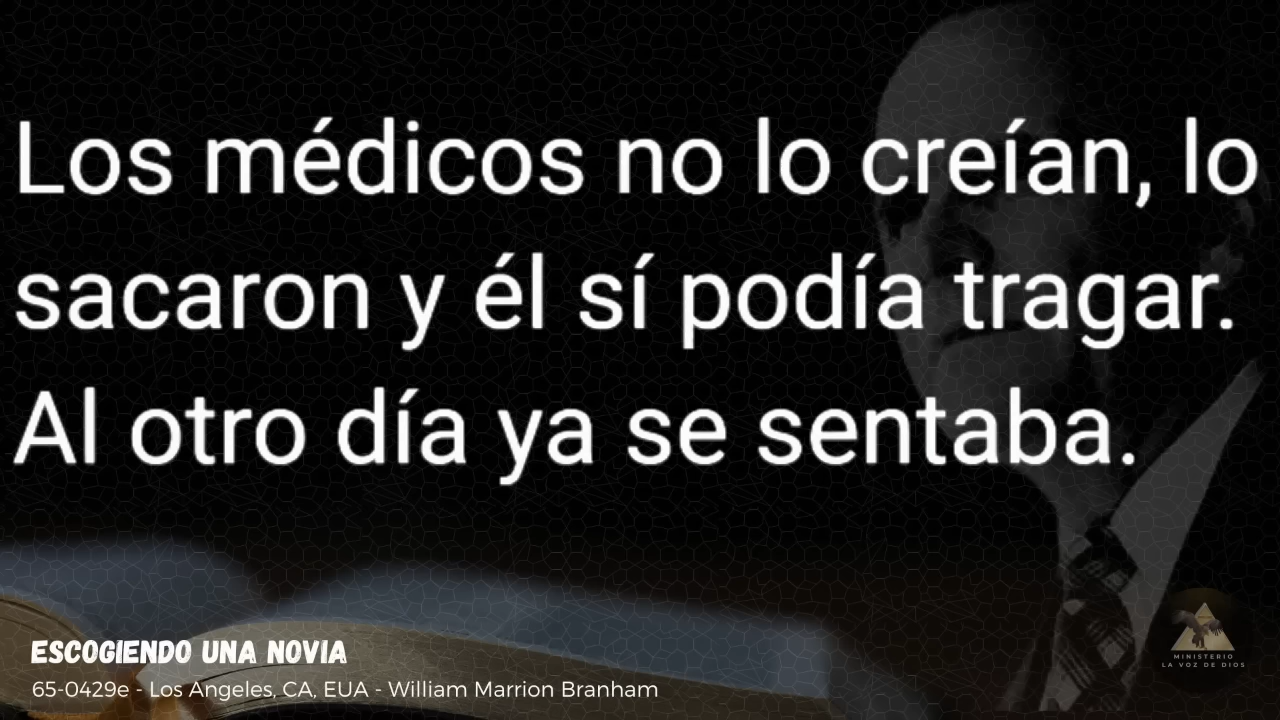 Los médicos no lo creían, lo
sacaron y él sí podía tragar.
Al otro día ya se sentaba.
ESCOGIENDO UNA NOVIA
65-0429e - Los Angeles, CA, EUA - William Marrion Branham
MINISTERIO
LA VOZ DE DIOS